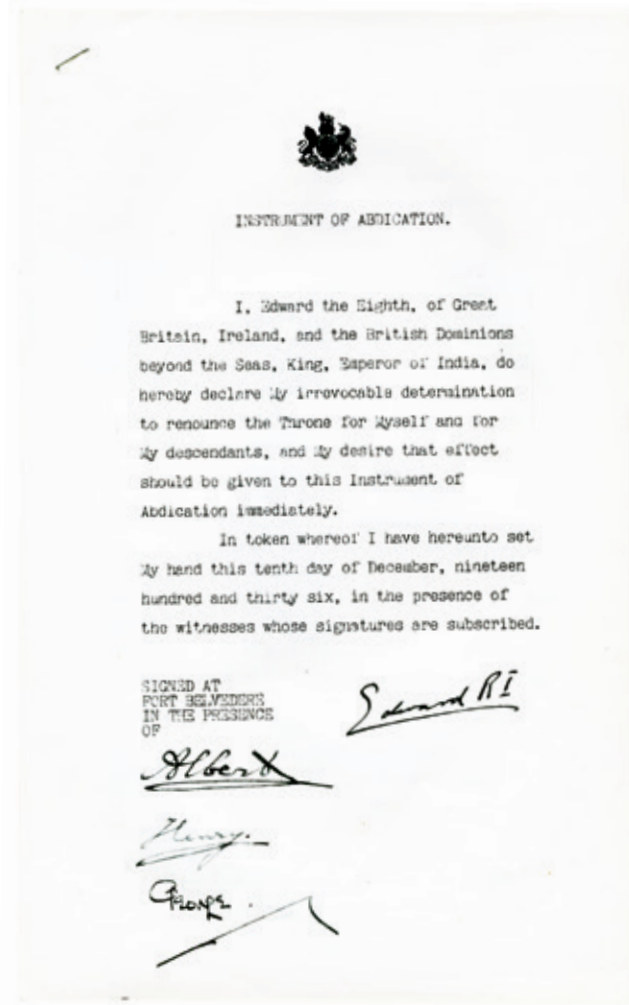 INSTRUMENT OF ABDICATION.
I, Edward the Eighth, of Great
Britain, Ireland, and the British Dominions
beyond the Seas, King, Emperor of India, do
hereby declare My irrevocable determination
to renounce the Throne for Myself and for
My descendants, and My desire that effect
should be given to this Instrument of
Abdication immediately.
In token whereof I have hereunto set
My hand this tenth day of December, nineteen
hundred and thirty six, in the presence of
the witnesses whose signatures are subscribed.
SIGNED AT
FORT BELVEDERE
IN THE PRESENCE
OF
Edward R I
Albert
Henry.
George.